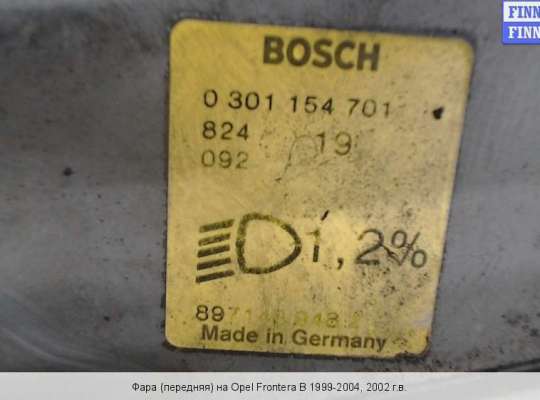 FINN
FINN
BOSCH
0 301 154 701
824 19
092
1,2%
Made in Germany
Фара (передняя) на Opel Frontera B 1999-2004, 2002 г.в.